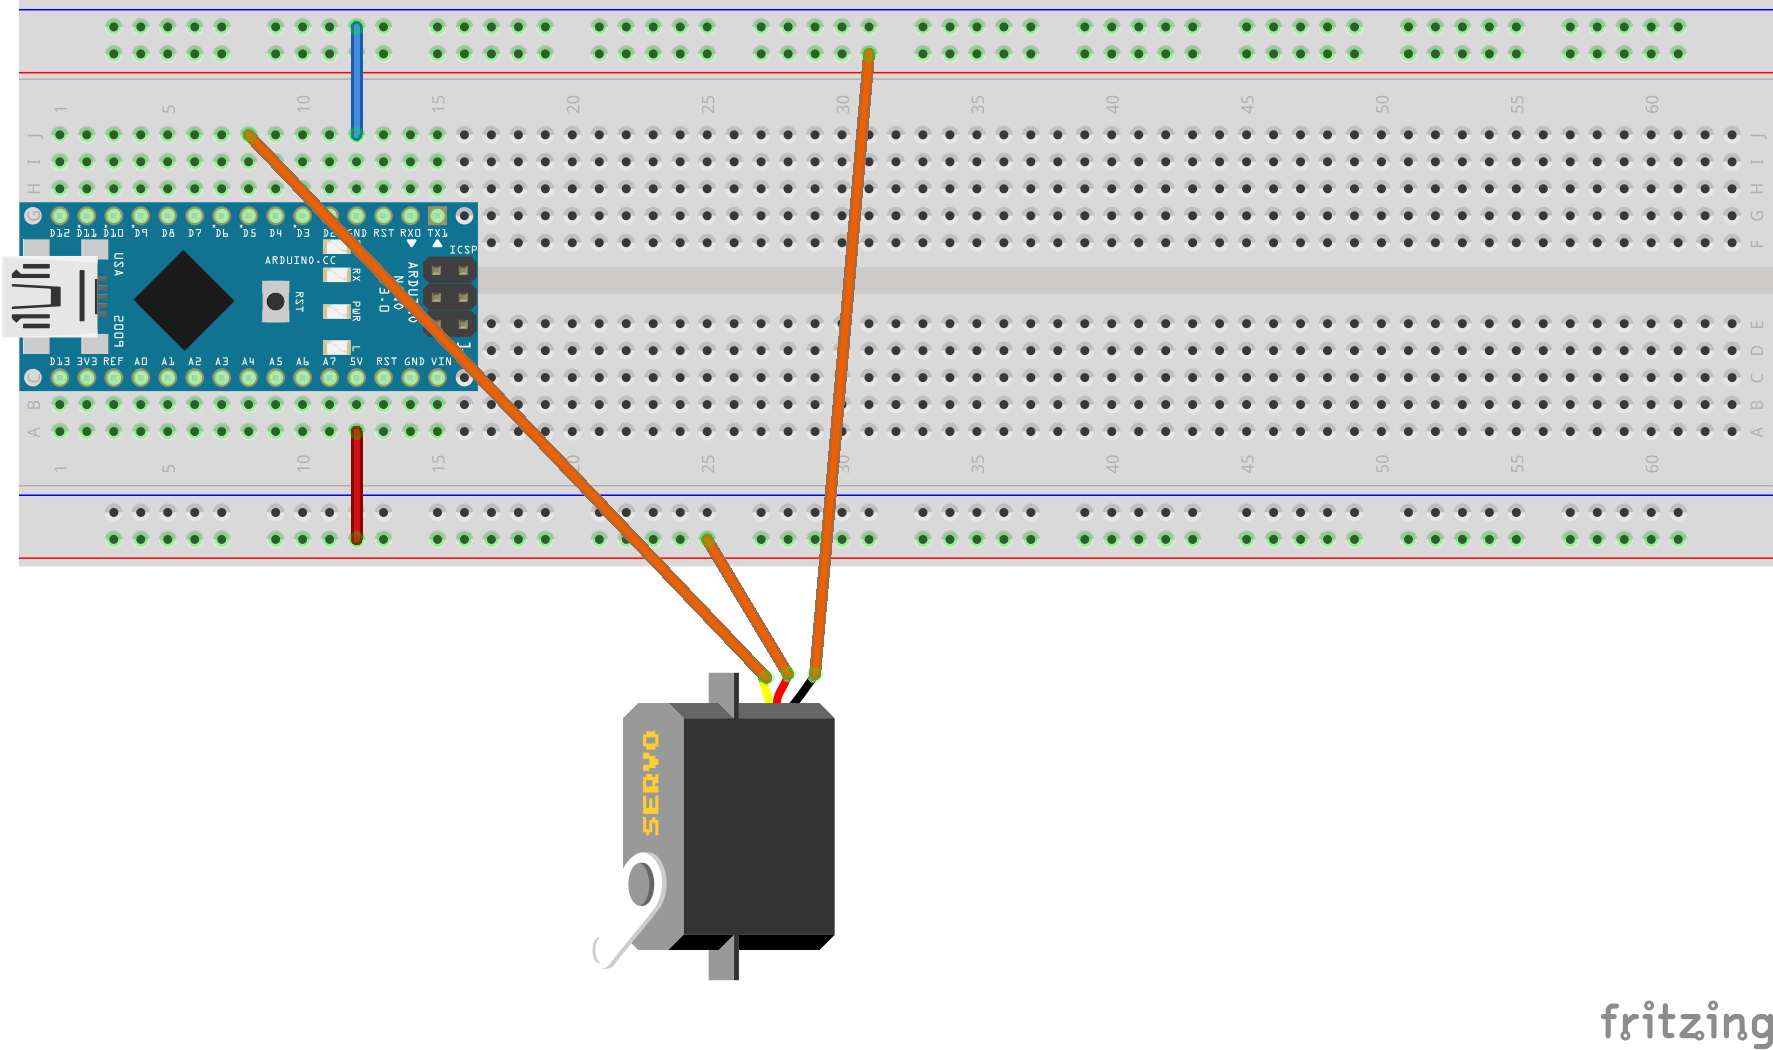 1 5 10 15 20 25 30 35 40 45 50 55 60
J J
I I
H H
G G
D12 D11 D10 D9 D8 D7 D6 D5 D4 D3 D2 GND RST RX0 TX1
F
ICSP
USA
ARDUINO.CC
RX
ARDUINO
NANO
3.0
RST
PWR
2009
L
E
D
D13 3V3 REF A0 A1 A2 A3 A4 A5 A6 A7 5V RST GND VIN
C C
B B
A A
1 5 10 15 20 25 30 35 40 45 50 55 60
SERVO
fritzing